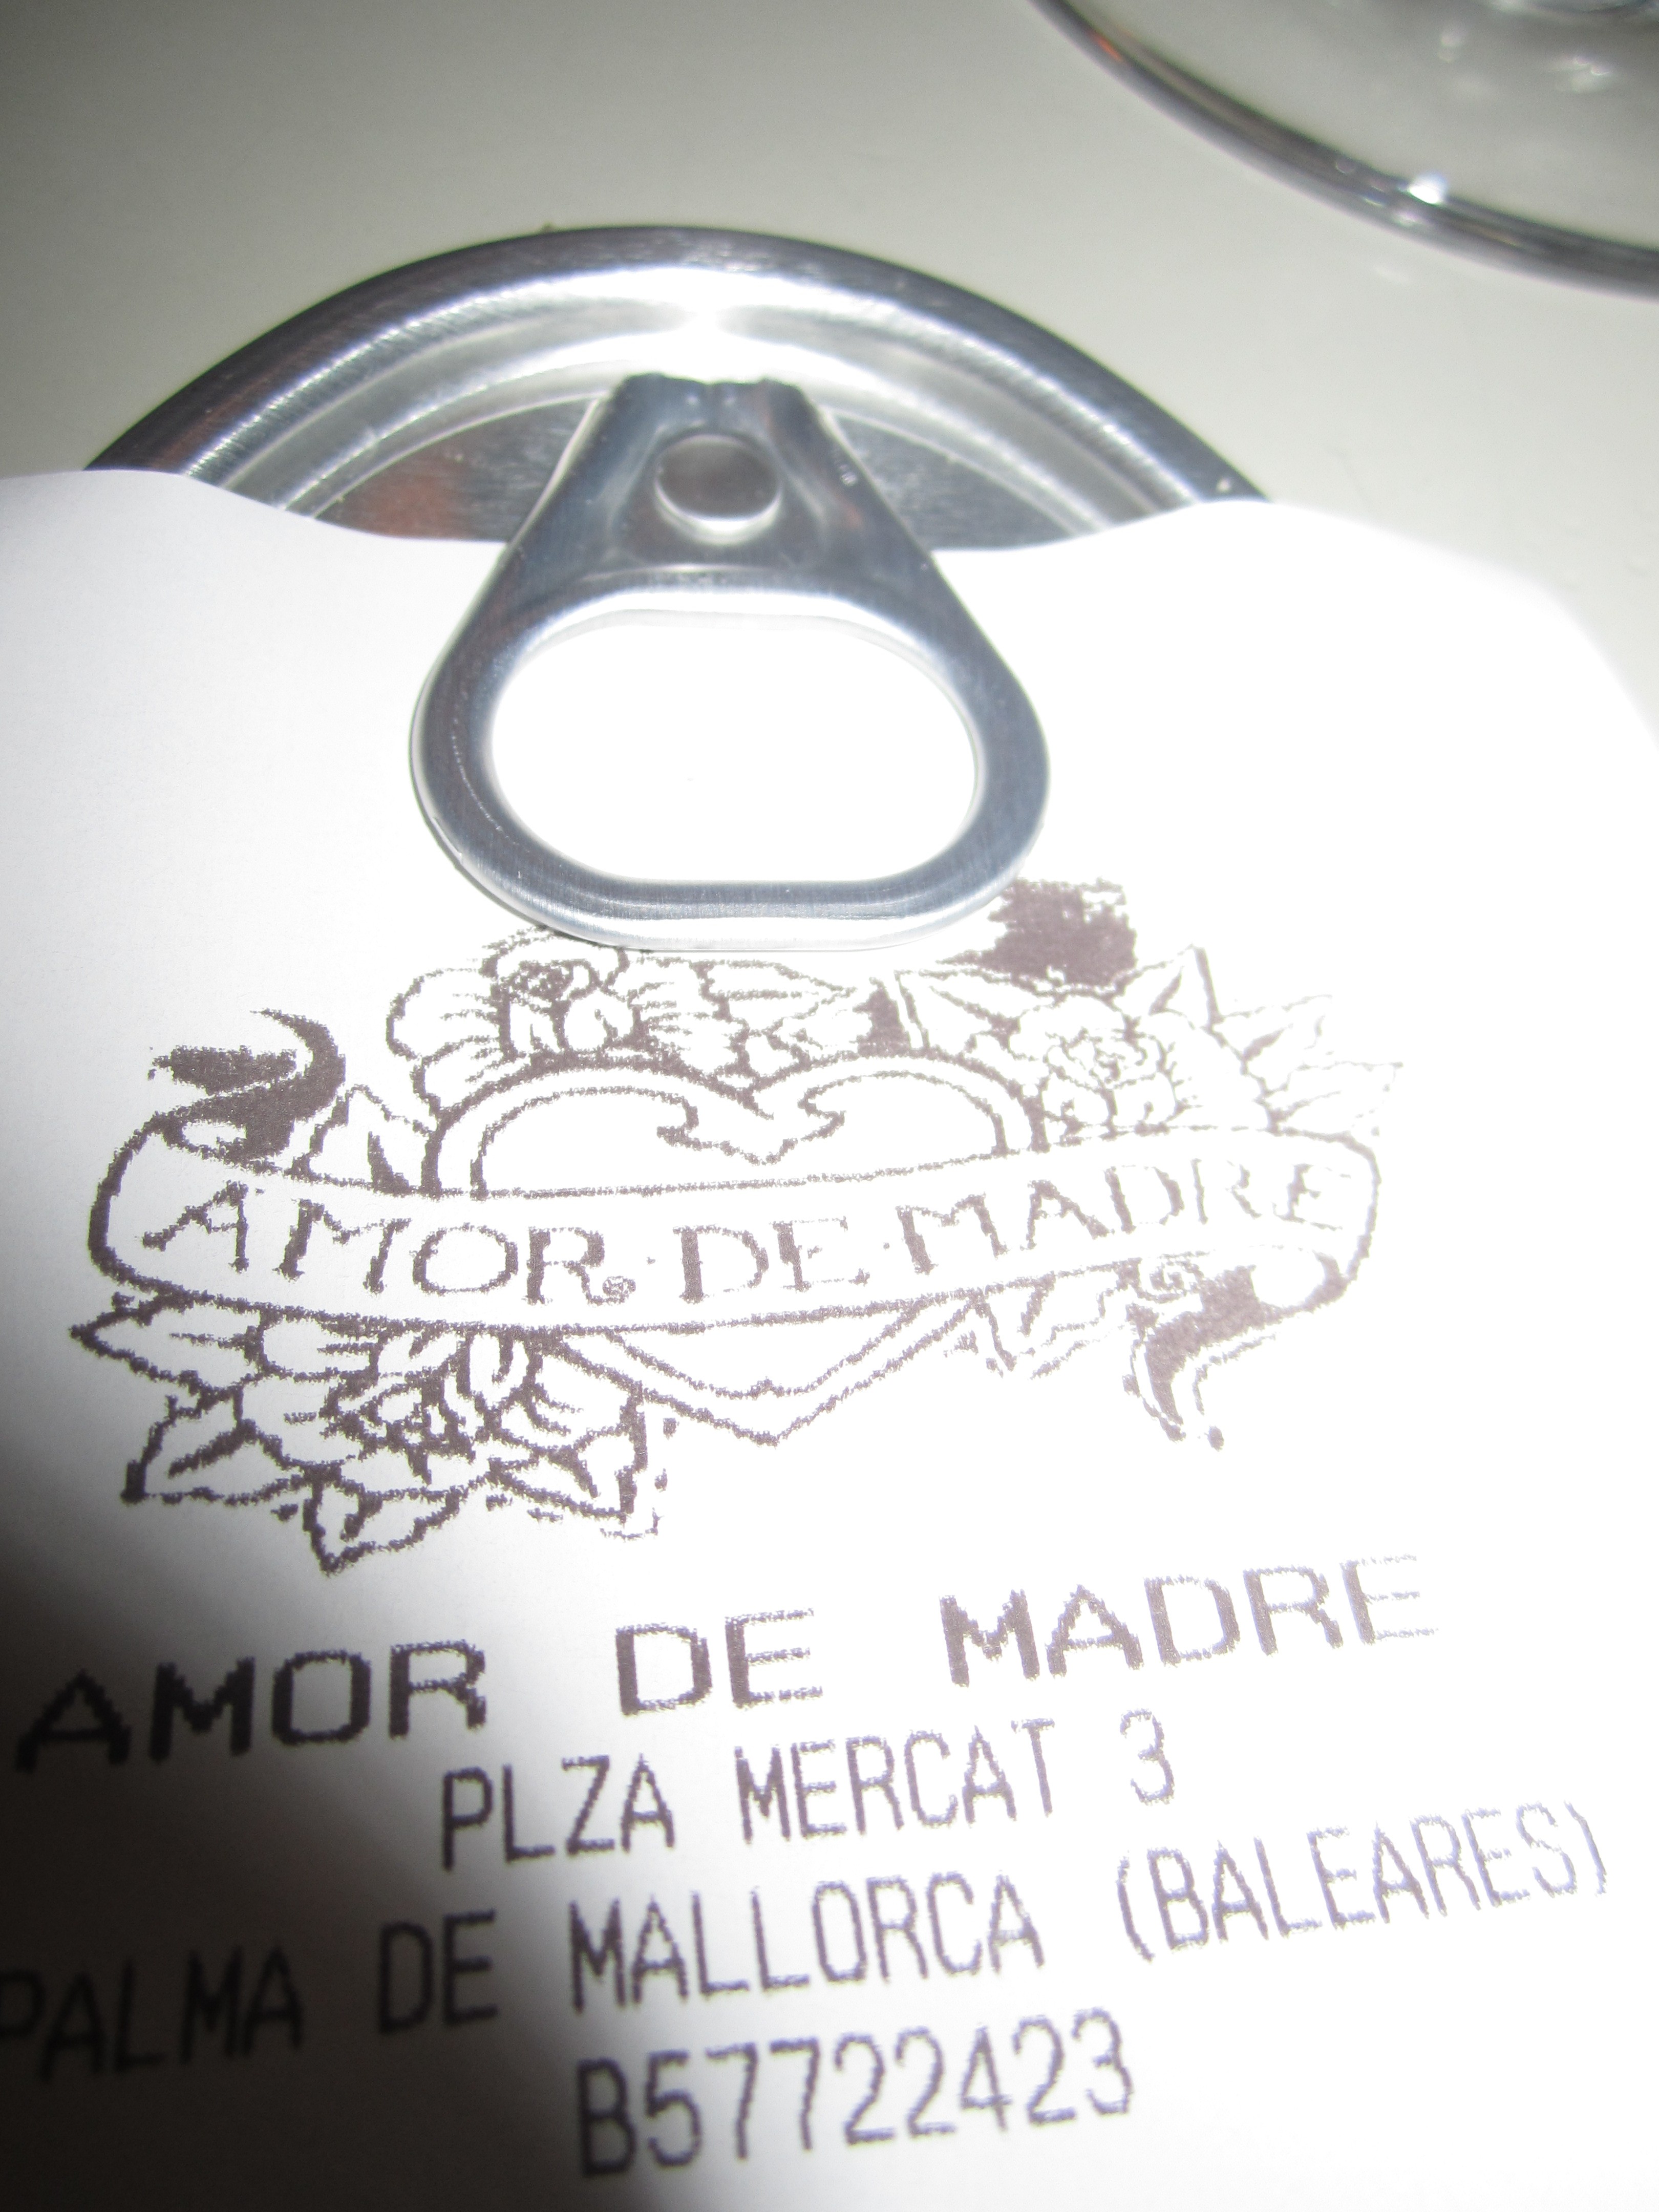 AMOR · DE · MADRE
AMOR DE MADRE
PLZA MERCAT 3
PALMA DE MALLORCA (BALEARES)
B57722423